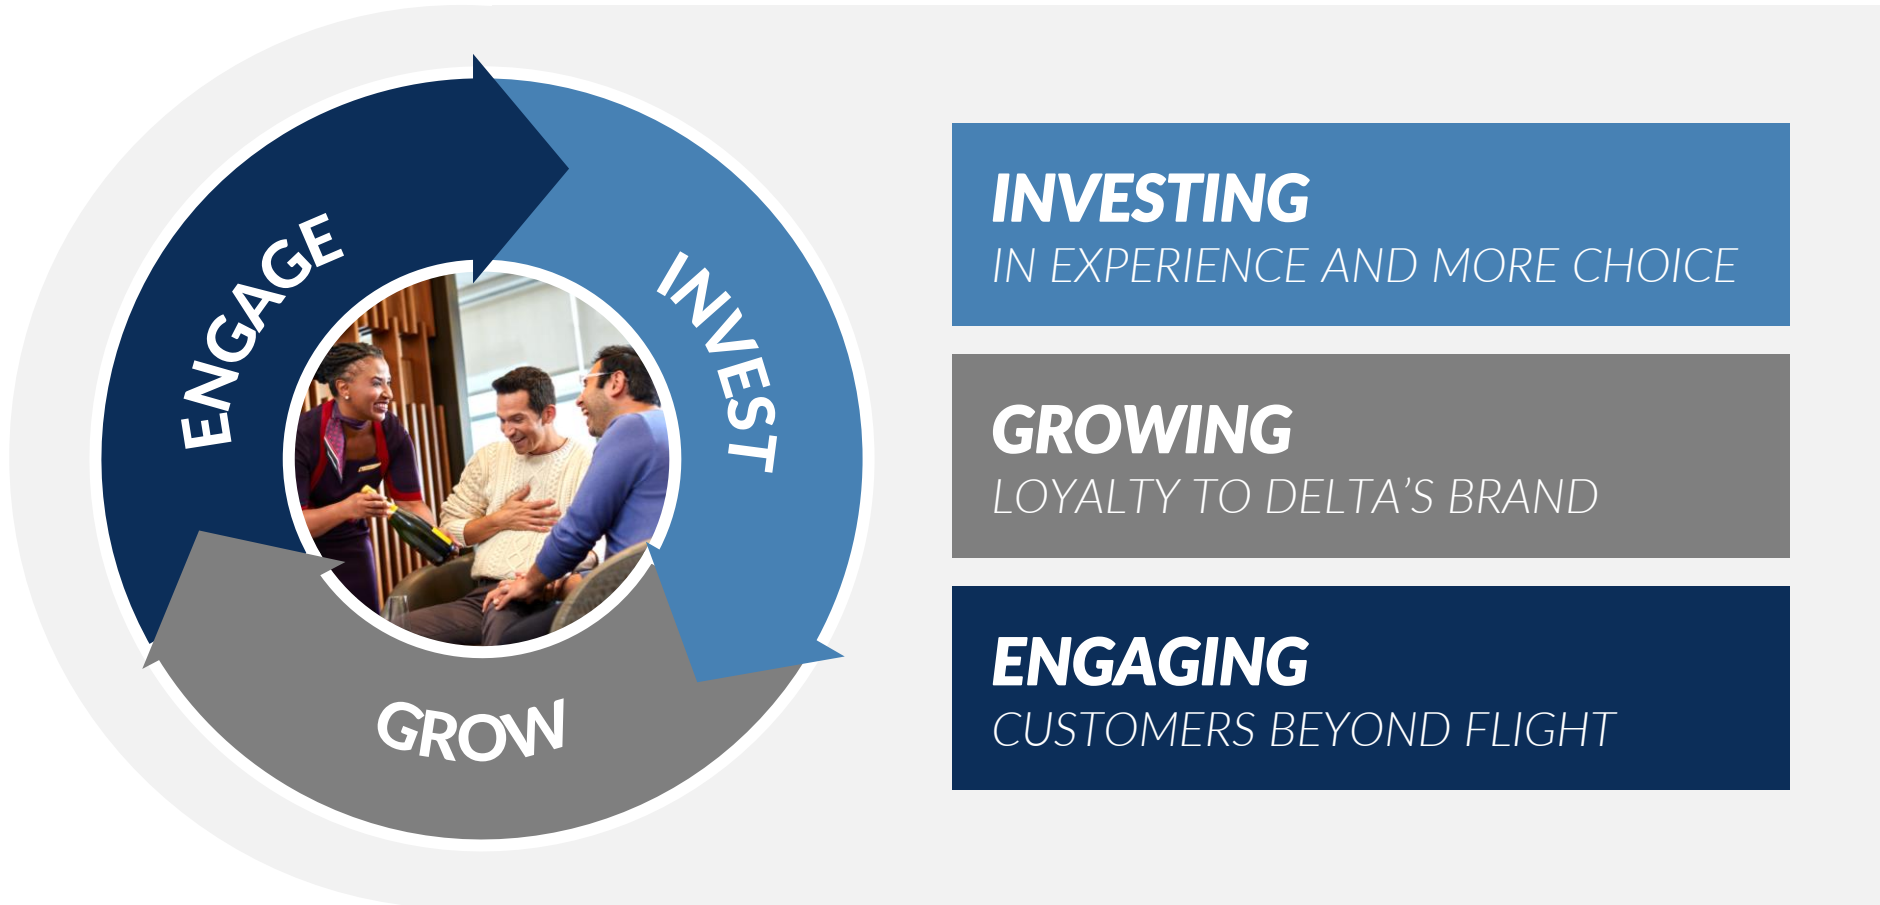 ENGAGE
INVEST
GROW
INVESTING
IN EXPERIENCE AND MORE CHOICE
GROWING
LOYALTY TO DELTA’S BRAND
ENGAGING
CUSTOMERS BEYOND FLIGHT